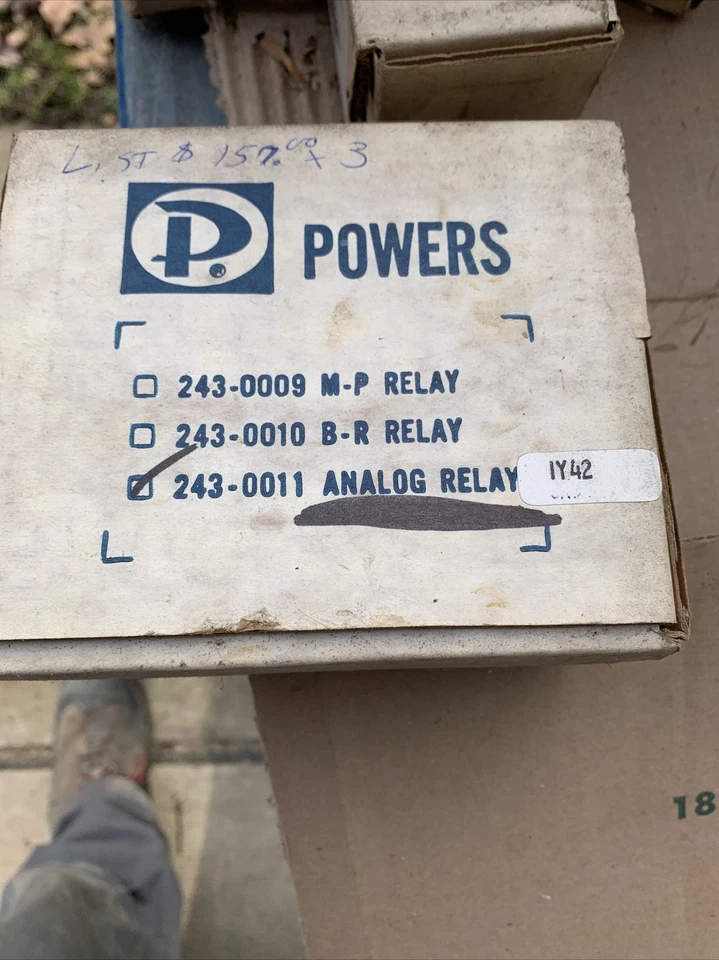 LIST $ 157.00 x 3
P®
POWERS
243-0009 M-P RELAY
243-0010 B-R RELAY
243-0011 ANALOG RELAY
1Y42
18